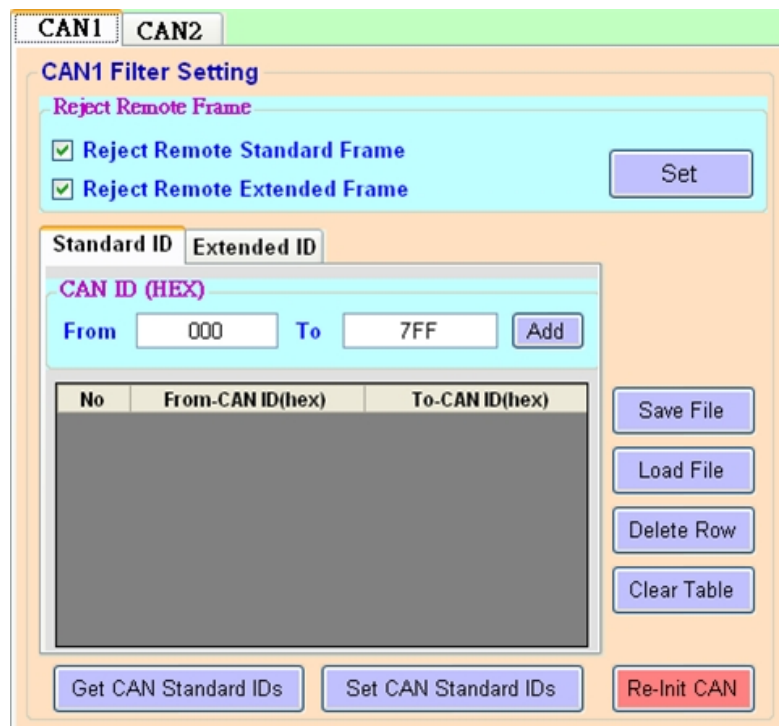 CAN1 CAN2
CAN1 Filter Setting
Reject Remote Frame
Reject Remote Standard Frame
Reject Remote Extended Frame
Set
Standard ID Extended ID
CAN ID (HEX)
From 000 To 7FF Add
No From-CAN ID(hex) To-CAN ID(hex)
Save File
Load File
Delete Row
Clear Table
Get CAN Standard IDs Set CAN Standard IDs Re-Init CAN